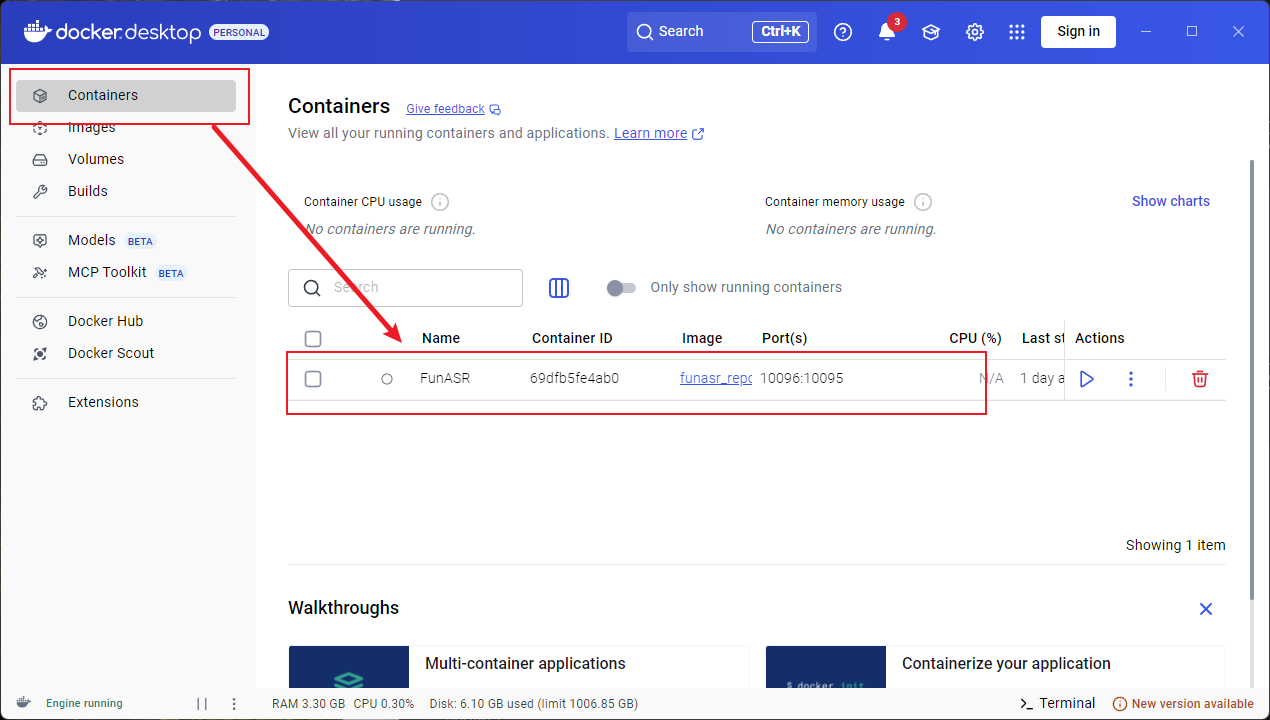 docker.desktop PERSONAL
Search Ctrl+K
3
Sign in
Containers
Images
Volumes
Builds
Models BETA
MCP Toolkit BETA
Docker Hub
Docker Scout
Extensions
Containers Give feedback
View all your running containers and applications. Learn more
Container CPU usage
No containers are running.
Container memory usage
No containers are running.
Show charts
Search
Only show running containers
Name Container ID Image Port(s) CPU (%) Last st Actions
FunASR 69dfb5fe4ab0 funasr_repo 10096:10095 N/A 1 day a
Showing 1 item
Walkthroughs
Multi-container applications
$ docker init
Containerize your application
Engine running
RAM 3.30 GB CPU 0.30% Disk: 6.10 GB used (limit 1006.85 GB)
Terminal
New version available